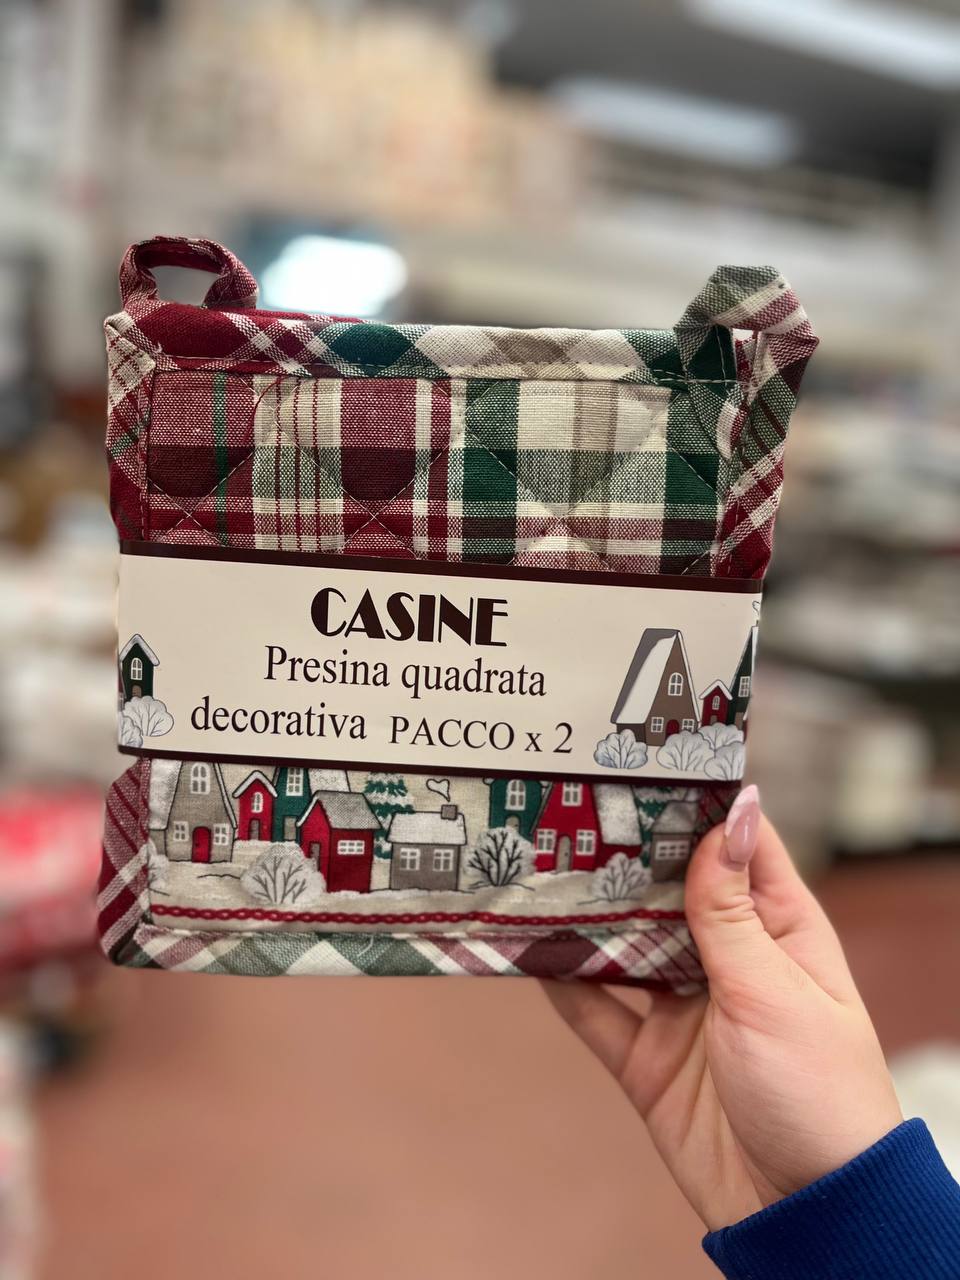 CASINE
Presina quadrata
decorativa PACCO x 2